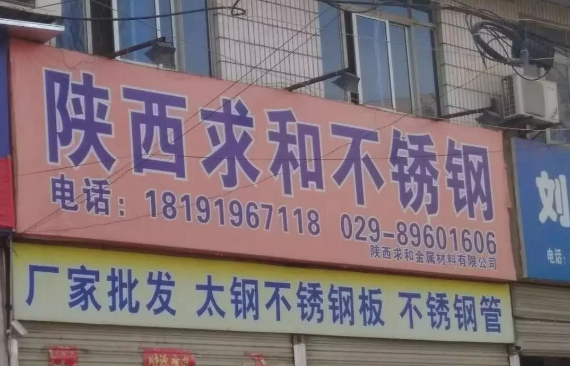 陕西求和不锈钢
电话：18191967118 029-89601606
陕西求和金属材料有限公司
厂家批发 太钢不锈钢板 不锈钢管
刘
电话：